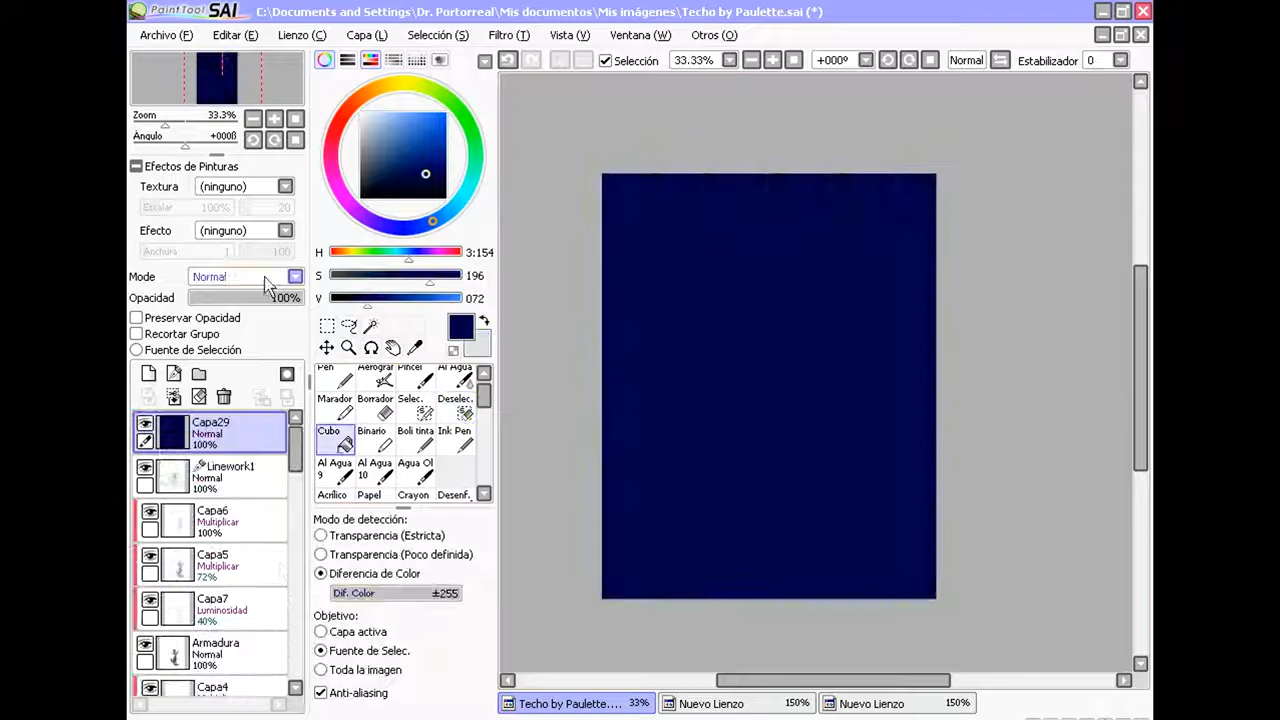 PaintTool SAI C:\Documents and Settings\Dr. Portorreal\Mis documentos\Mis imágenes\Techo by Paulette.sai (*)
Archivo (F) Editar (E) Lienzo (C) Capa (L) Selección (S) Filtro (T) Vista (V) Ventana (W) Otros (O)
Selección 33.3% +000º Normal Estabilizador 0
Zoom 33.3%
Ángulo +000ß
Efectos de Pinturas
Textura (ninguno)
Escalar 100% 20
Efecto (ninguno)
Anchura 1 100
Mode Normal
Opacidad 100%
Preservar Opacidad
Recortar Grupo
Fuente de Selección
Capa29
Normal
100%
Linework1
Normal
100%
Capa6
Multiplicar
100%
Capa5
Multiplicar
72%
Capa7
Luminosidad
40%
Armadura
Normal
100%
Capa4
H 3:154
S 196
V 072
Pen Aerograr Pincel Al Agua
Marador Borrador Selec. Deselec.
Cubo Binario Boli tinta Ink Pen
Al Agua 9 Al Agua 10 Agua Ol
Acrílico Papel Crayon Desenf.
Modo de detección:
Transparencia (Estricta)
Transparencia (Poco definida)
Diferencia de Color
Dif. Color ±255
Objetivo:
Capa activa
Fuente de Selec.
Toda la imagen
Anti-aliasing
Techo by Paulette.... 33% Nuevo Lienzo 150% Nuevo Lienzo 150%